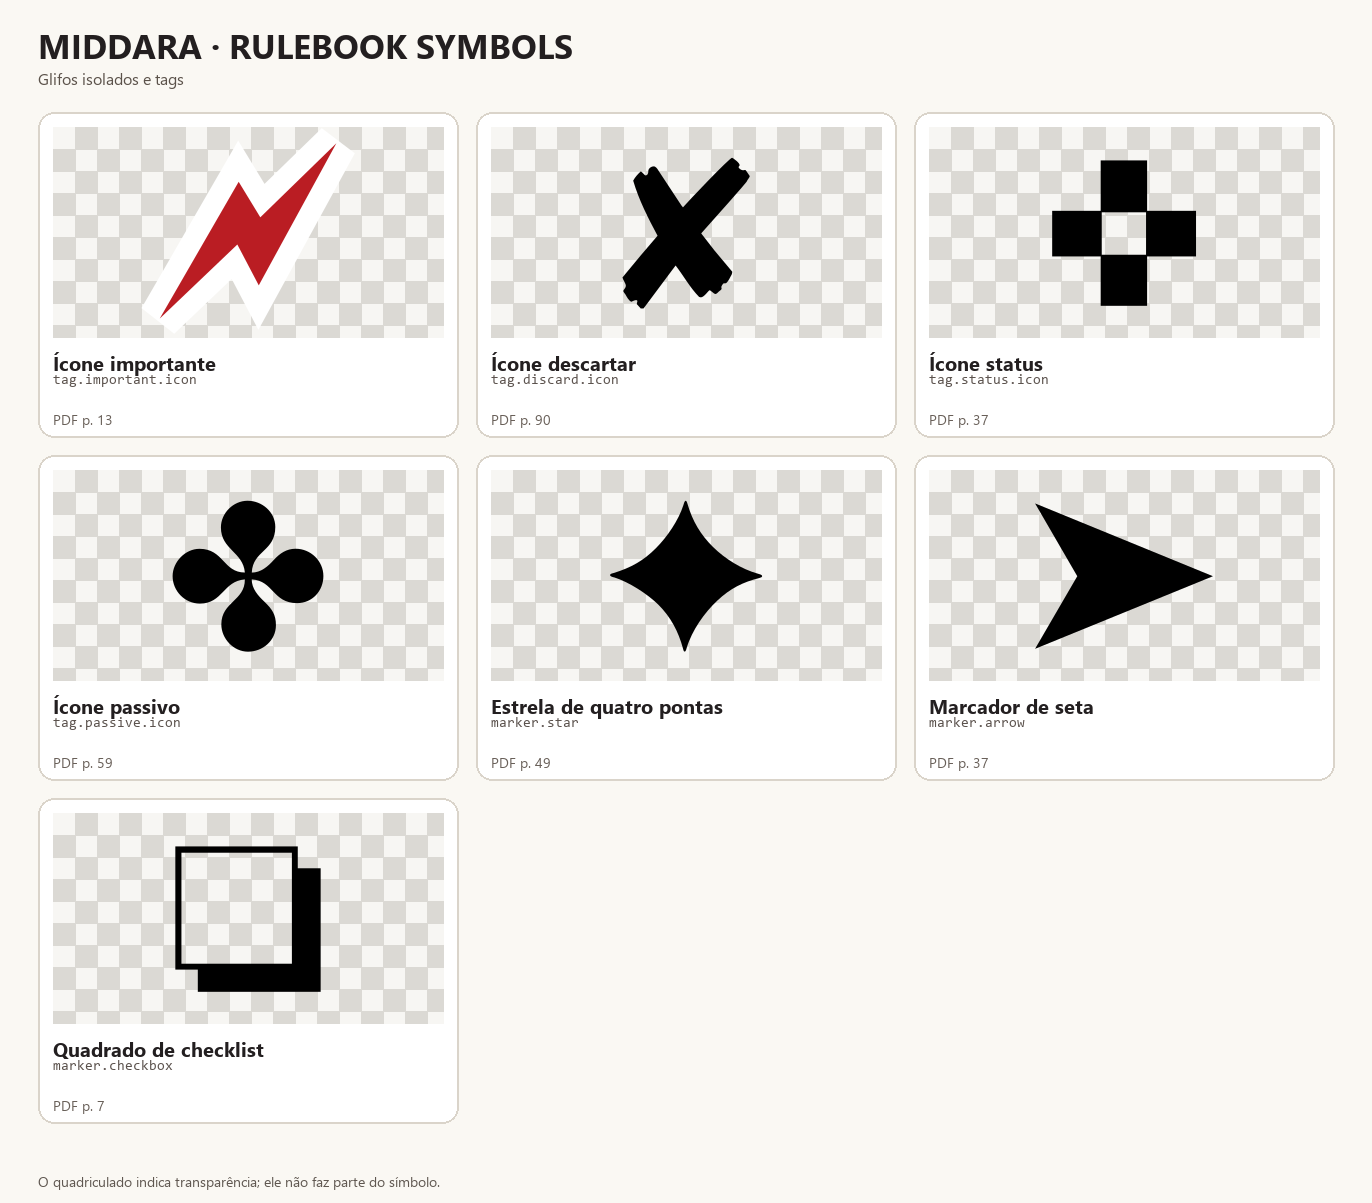 MIDDARA · RULEBOOK SYMBOLS
Glifos isolados e tags
Ícone importante
tag.important.icon
PDF p. 13
Ícone descartar
tag.discard.icon
PDF p. 90
Ícone status
tag.status.icon
PDF p. 37
Ícone passivo
tag.passive.icon
PDF p. 59
Estrela de quatro pontas
marker.star
PDF p. 49
Marcador de seta
marker.arrow
PDF p. 37
Quadrado de checklist
marker.checkbox
PDF p. 7
O quadriculado indica transparência; ele não faz parte do símbolo.